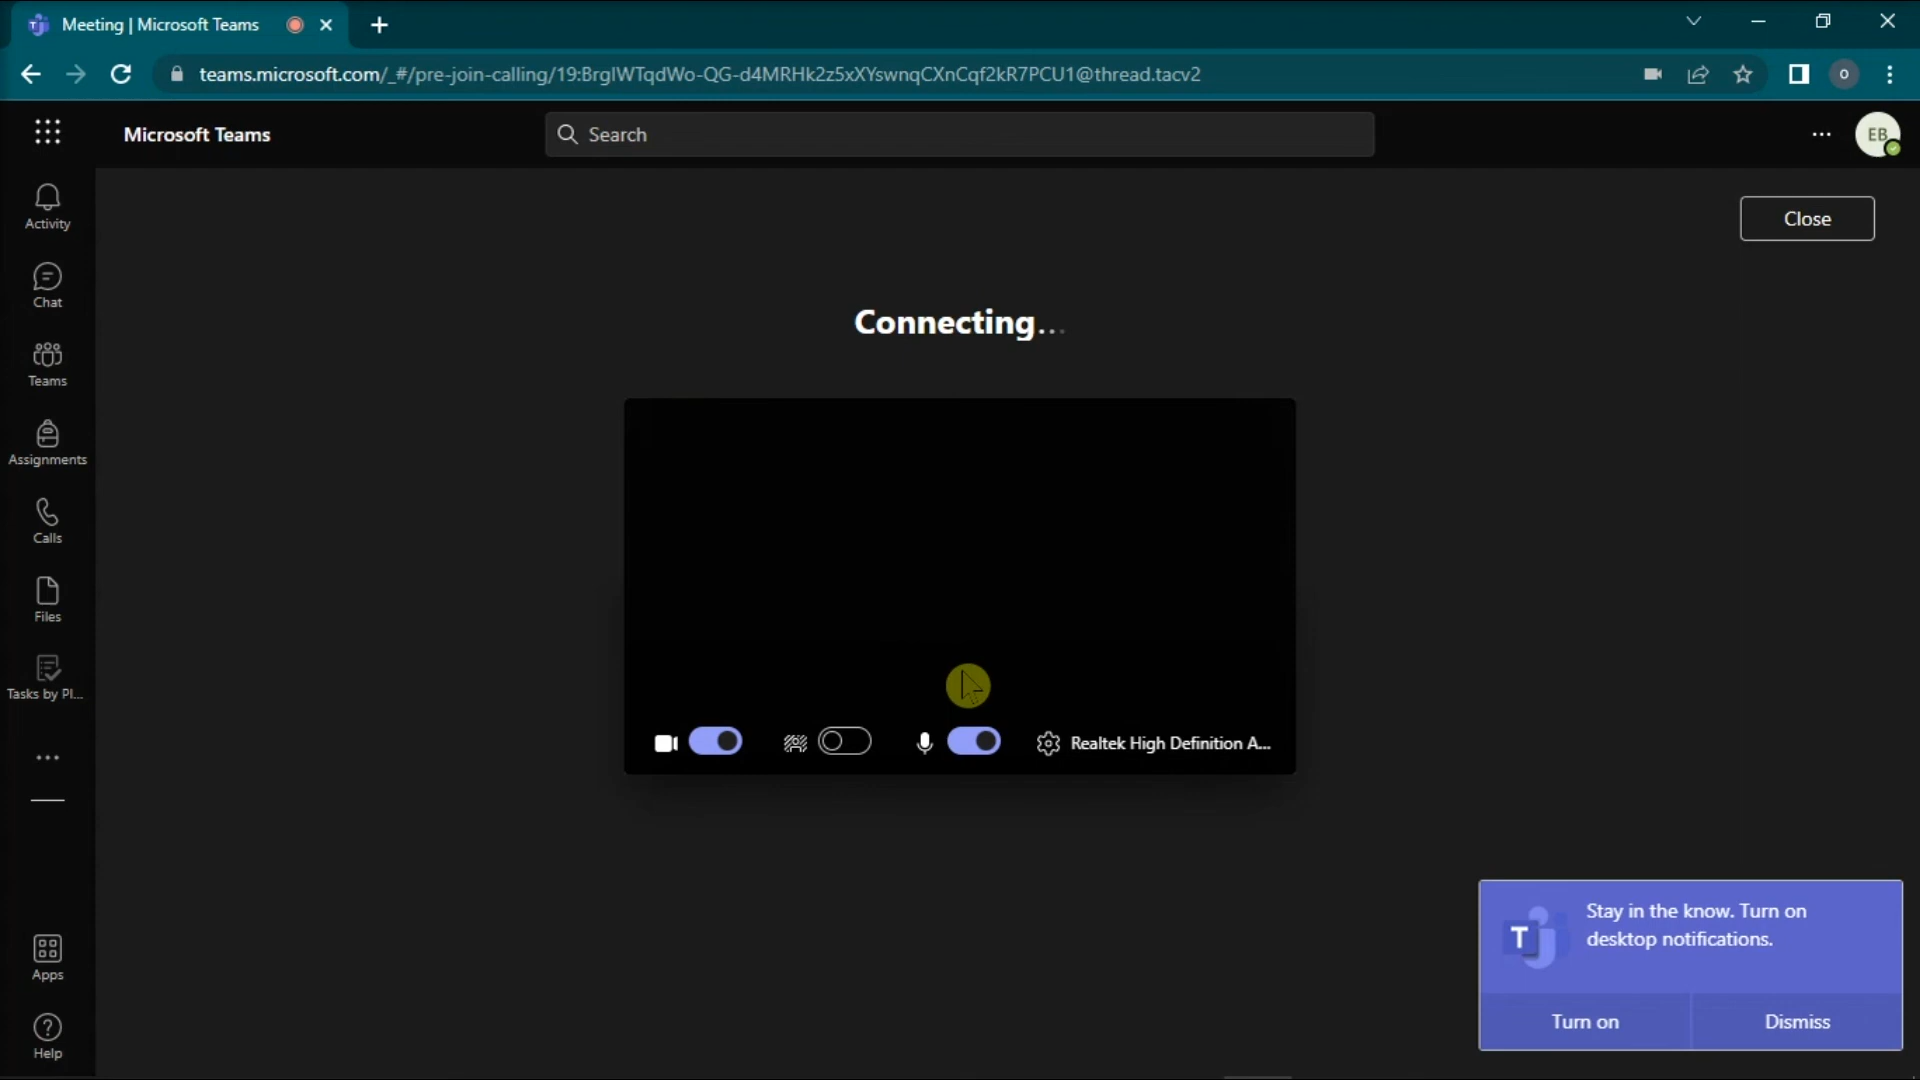 Meeting | Microsoft Teams
teams.microsoft.com/_#/pre-join-calling/19:BrglWTqdWo-QG-d4MRHk2z5xXYswnqCXnCqf2kR7PCU1@thread.tacv2
O
Microsoft Teams
Search
EB
Activity
Close
Chat
Connecting...
Teams
Assignments
Calls
Files
Tasks by Pl...
Realtek High Definition A...
Stay in the know. Turn on
desktop notifications.
T
Apps
Turn on
Dismiss
Help